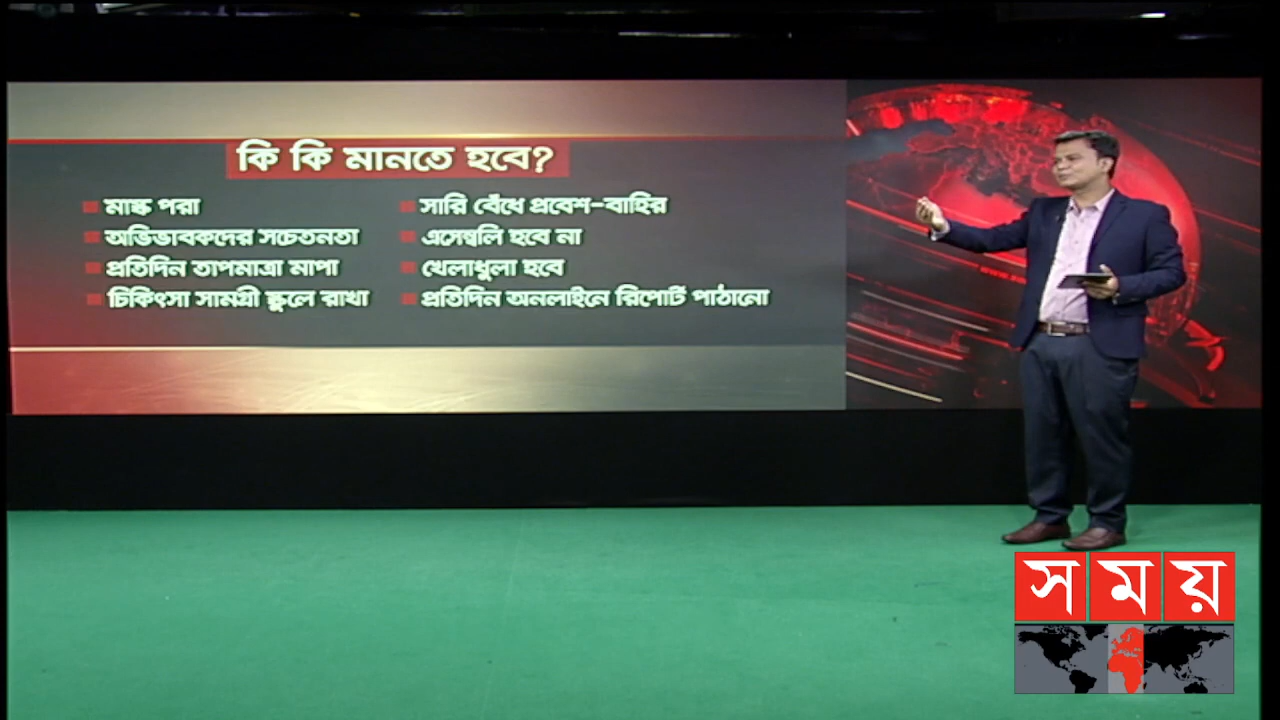 কি কি মানতে হবে?
মাস্ক পরা
অভিভাবকদের সচেতনতা
প্রতিদিন তাপমাত্রা মাপা
চিকিৎসা সামগ্রী স্কুলে রাখা
সারি বেঁধে প্রবেশ-বাহির
এসেম্বলি হবে না
খেলাধুলা হবে
প্রতিদিন অনলাইনে রিপোর্ট পাঠানো
সময়